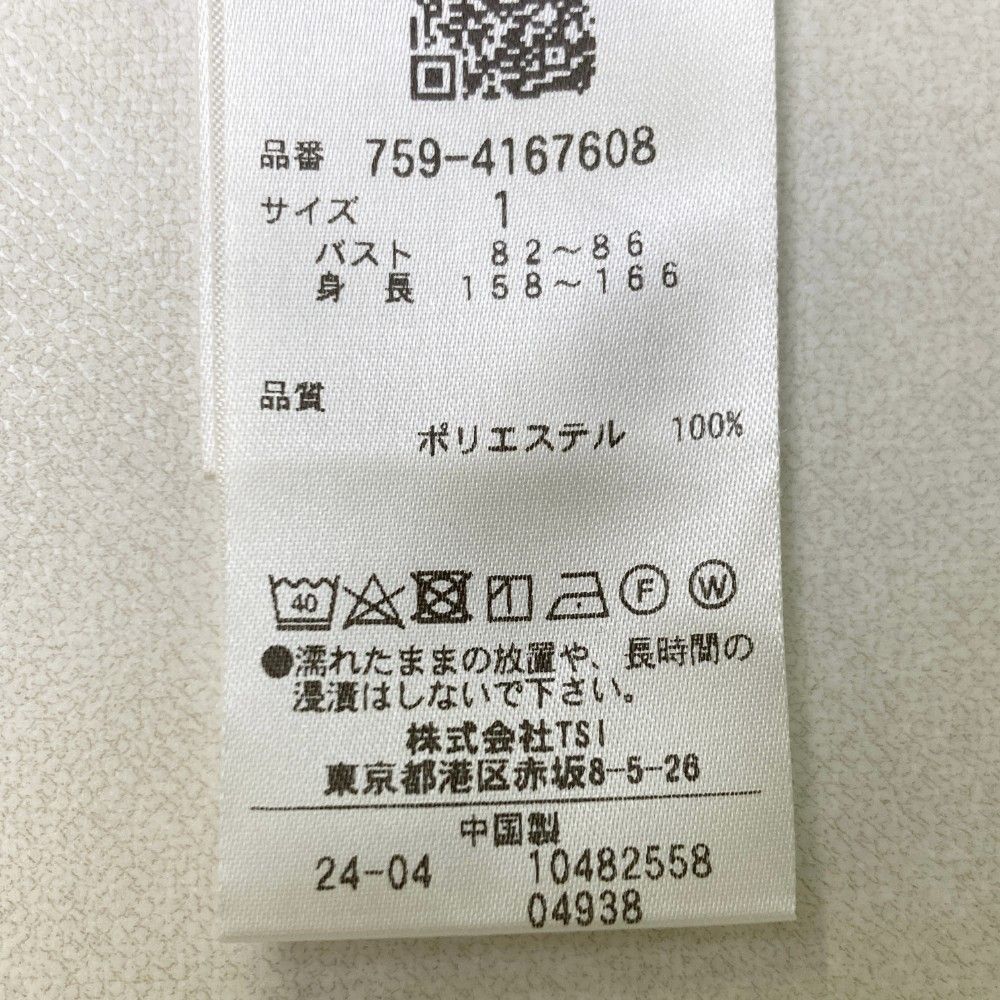 品番 759-4167608
サイズ 1
バスト 82～86
身長 158～166
品質
ポリエステル 100%
40 F W
●濡れたままの放置や、長時間の
浸漬はしないで下さい。
株式会社TSI
東京都港区赤坂8-5-26
中国製
24-04 10482558
04938